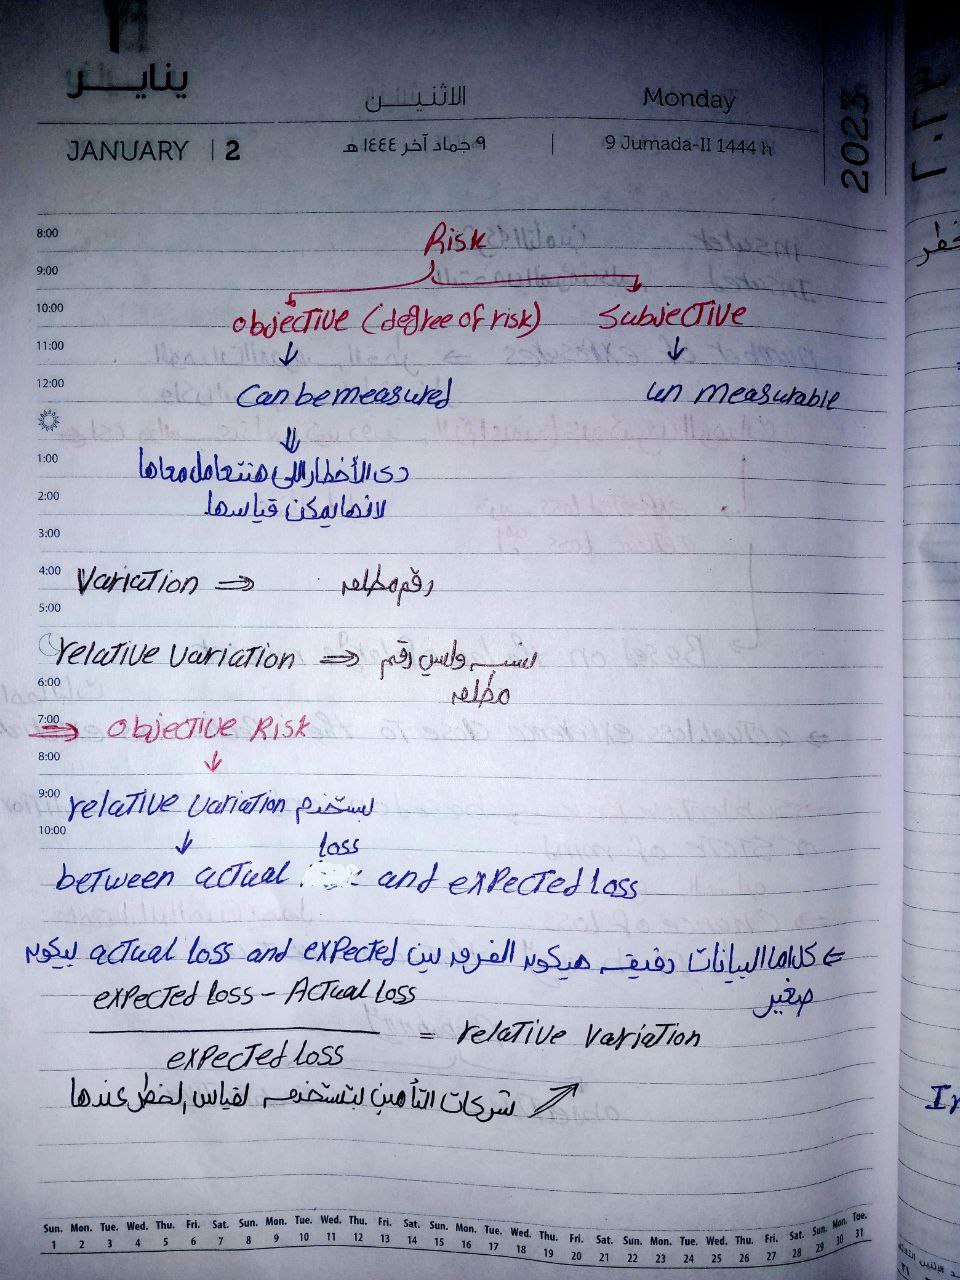 يناير
الاثنين
Monday
2023
JANUARY | 2
٩ جماد آخر ١٤٤٤ هـ | 9 Jumada-II 1444 h
8:00
Risk
9:00
10:00
objective (degree of risk) Subjective
11:00
12:00
Can be measured un measurable
1:00
دى الأخطار اللى هنتعامل معاها
2:00
لانها يمكن قياسها.
3:00
4:00
Variation ⇒ رقم مطلق
5:00
relative variation ⇒ نسب وليس رقم
6:00
مطلق
7:00
⇒ objective Risk
8:00
9:00
relative variation بستخدم
10:00
loss
between actual and expected loss
⇐ كلما البيانات دقيقه هيكون الفرق بين actual loss and expected بيكون
صغير
expected loss - Actual loss
= relative variation
expected loss
شركات التأمين بتستخدمه لقياس الخطر عندها
Sun. Mon. Tue. Wed. Thu. Fri. Sat. Sun. Mon. Tue. Wed. Thu. Fri. Sat. Sun. Mon. Tue. Wed. Thu. Fri. Sat. Sun. Mon. Tue. Wed. Thu. Fri. Sat. Sun. Mon. Tue.
1 2 3 4 5 6 7 8 9 10 11 12 13 14 15 16 17 18 19 20 21 22 23 24 25 26 27 28 29 30 31